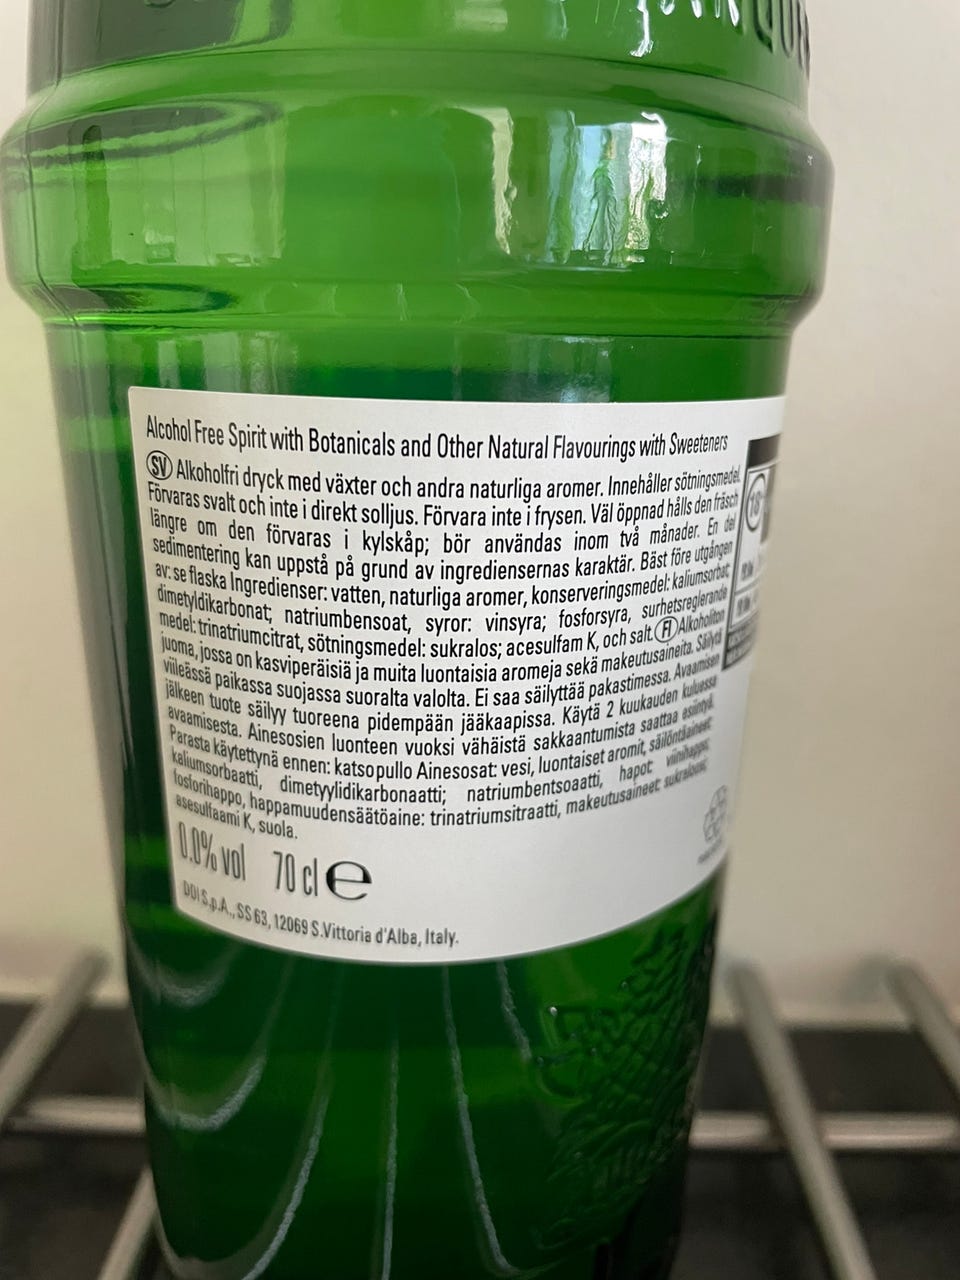 Alcohol Free Spirit with Botanicals and Other Natural Flavourings with Sweeteners
SV Alkoholfri dryck med växter och andra naturliga aromer. Innehåller sötningsmedel.
Förvaras svalt och inte i direkt solljus. Förvara inte i frysen. Väl öppnad hålls den fräsch
längre om den förvaras i kylskåp; bör användas inom två månader. En del
sedimentering kan uppstå på grund av ingrediensernas karaktär. Bäst före utgången
av: se flaska Ingredienser: vatten, naturliga aromer, konserveringsmedel: kaliumsorbat;
dimetyldikarbonat; natriumbensoat, syror: vinsyra; fosforsyra, surhetsreglerande
medel: trinatriumcitrat, sötningsmedel: sukralos; acesulfam K, och salt. FI Alkoholiton
juoma, jossa on kasviperäisiä ja muita luontaisia aromeja sekä makeutusaineita. Säilytä
viileässä paikassa suojassa suoralta valolta. Ei saa säilyttää pakastimessa. Avaamisen
jälkeen tuote säilyy tuoreena pidempään jääkaapissa. Käytä 2 kuukauden kuluessa
avaamisesta. Ainesosien luonteen vuoksi vähäistä sakkaantumista saattaa esiintyä.
Parasta käytettynä ennen: katso pullo Ainesosat: vesi, luontaiset aromit, säilöntäaineet:
kaliumsorbaatti, dimetyylidikarbonaatti; natriumbentsoaatti, hapot: viinihappo;
fosforihappo, happamuudensäätöaine: trinatriumsitraatti, makeutusaineet: sukraloosi;
asesulfaami K, suola.
0.0% vol 70 cl e
DDI S.p.A., SS 63, 12069 S.Vittoria d'Alba, Italy.
18